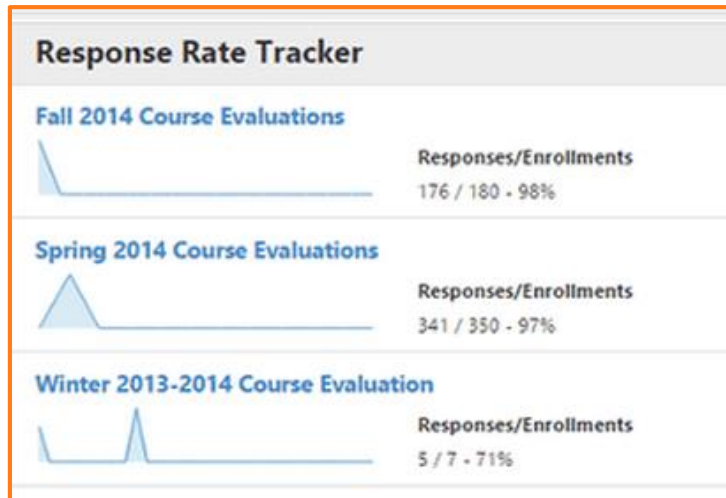 Response Rate Tracker
Fall 2014 Course Evaluations
Responses/Enrollments
176 / 180 - 98%
Spring 2014 Course Evaluations
Responses/Enrollments
341 / 350 - 97%
Winter 2013-2014 Course Evaluation
Responses/Enrollments
5 / 7 - 71%